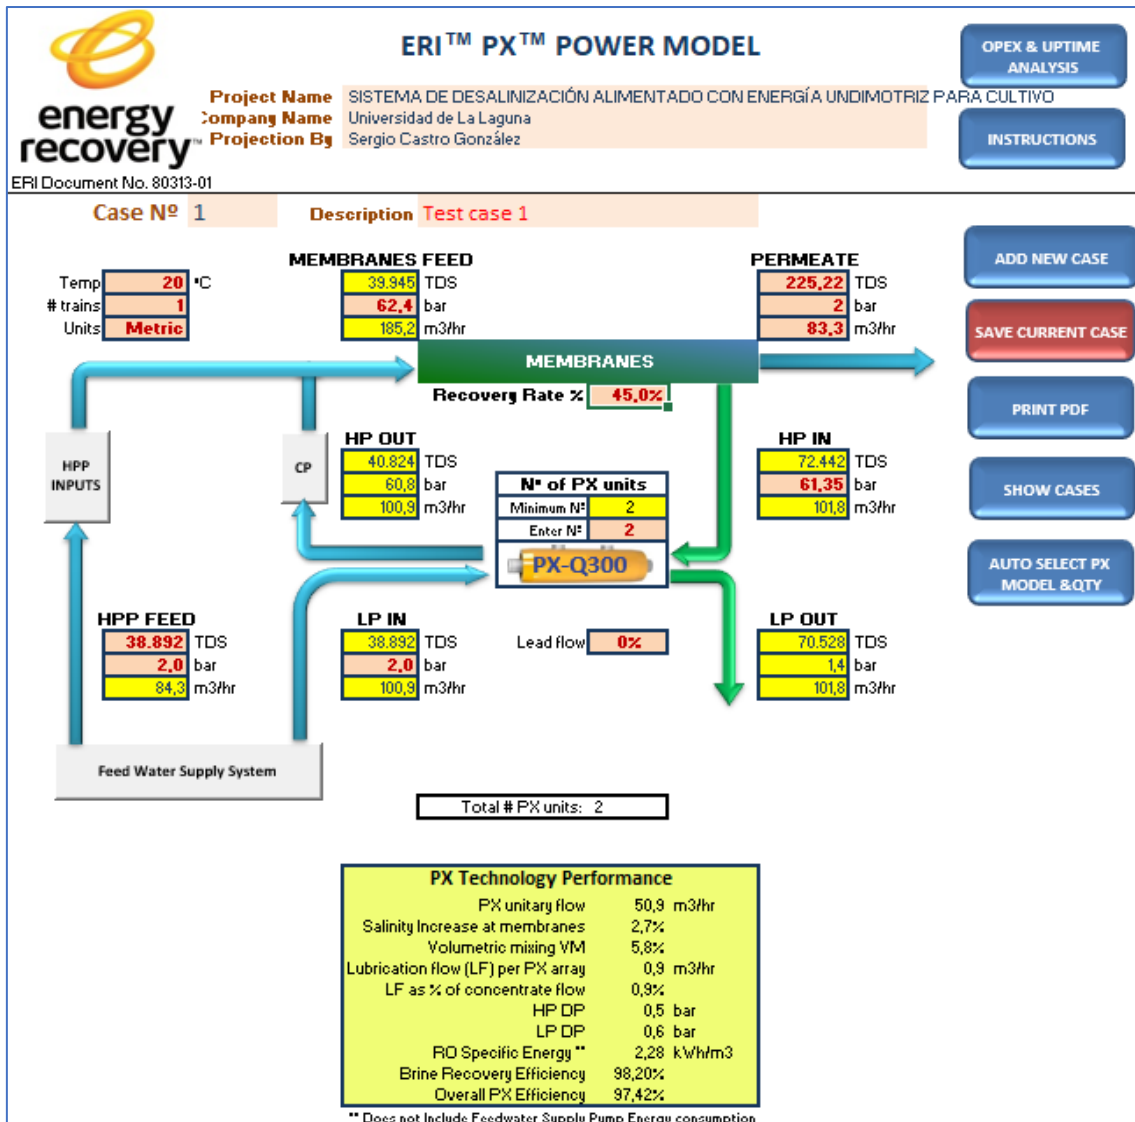 ERI™ PX™ POWER MODEL
OPEX & UPTIME
ANALYSIS
energy
recovery™
Project Name SISTEMA DE DESALINIZACIÓN ALIMENTADO CON ENERGÍA UNDIMOTRIZ PARA CULTIVO
Company Name Universidad de La Laguna
Projection By Sergio Castro González
INSTRUCTIONS
ERI Document No. 80313-01
Case Nº 1 Description Test case 1
ADD NEW CASE
SAVE CURRENT CASE
PRINT PDF
SHOW CASES
AUTO SELECT PX
MODEL &QTY
Temp 20 °C
# trains 1
Units Metric
MEMBRANES FEED
39.945 TDS
62,4 bar
185,2 m3/hr
PERMEATE
225,22 TDS
2 bar
83,3 m3/hr
MEMBRANES
Recovery Rate % 45,0%
HPP
INPUTS
CP
HP OUT
40.824 TDS
60,8 bar
100,9 m3/hr
Nº of PX units
Minimum Nº 2
Enter Nº 2
PX-Q300
HP IN
72.442 TDS
61,35 bar
101,8 m3/hr
HPP FEED
38.892 TDS
2,0 bar
84,3 m3/hr
LP IN
38.892 TDS
2,0 bar
100,9 m3/hr
Lead flow 0%
LP OUT
70.528 TDS
1,4 bar
101,8 m3/hr
Feed Water Supply System
Total # PX units: 2
PX Technology Performance
PX unitary flow 50,9 m3/hr
Salinity Increase at membranes 2,7%
Volumetric mixing VM 5,8%
Lubrication flow (LF) per PX array 0,9 m3/hr
LF as % of concentrate flow 0,9%
HP DP 0,5 bar
LP DP 0,6 bar
RO Specific Energy ** 2,28 kWh/m3
Brine Recovery Efficiency 98,20%
Overall PX Efficiency 97,42%
** Does not Include Feedwater Supply Pump Energy consumption